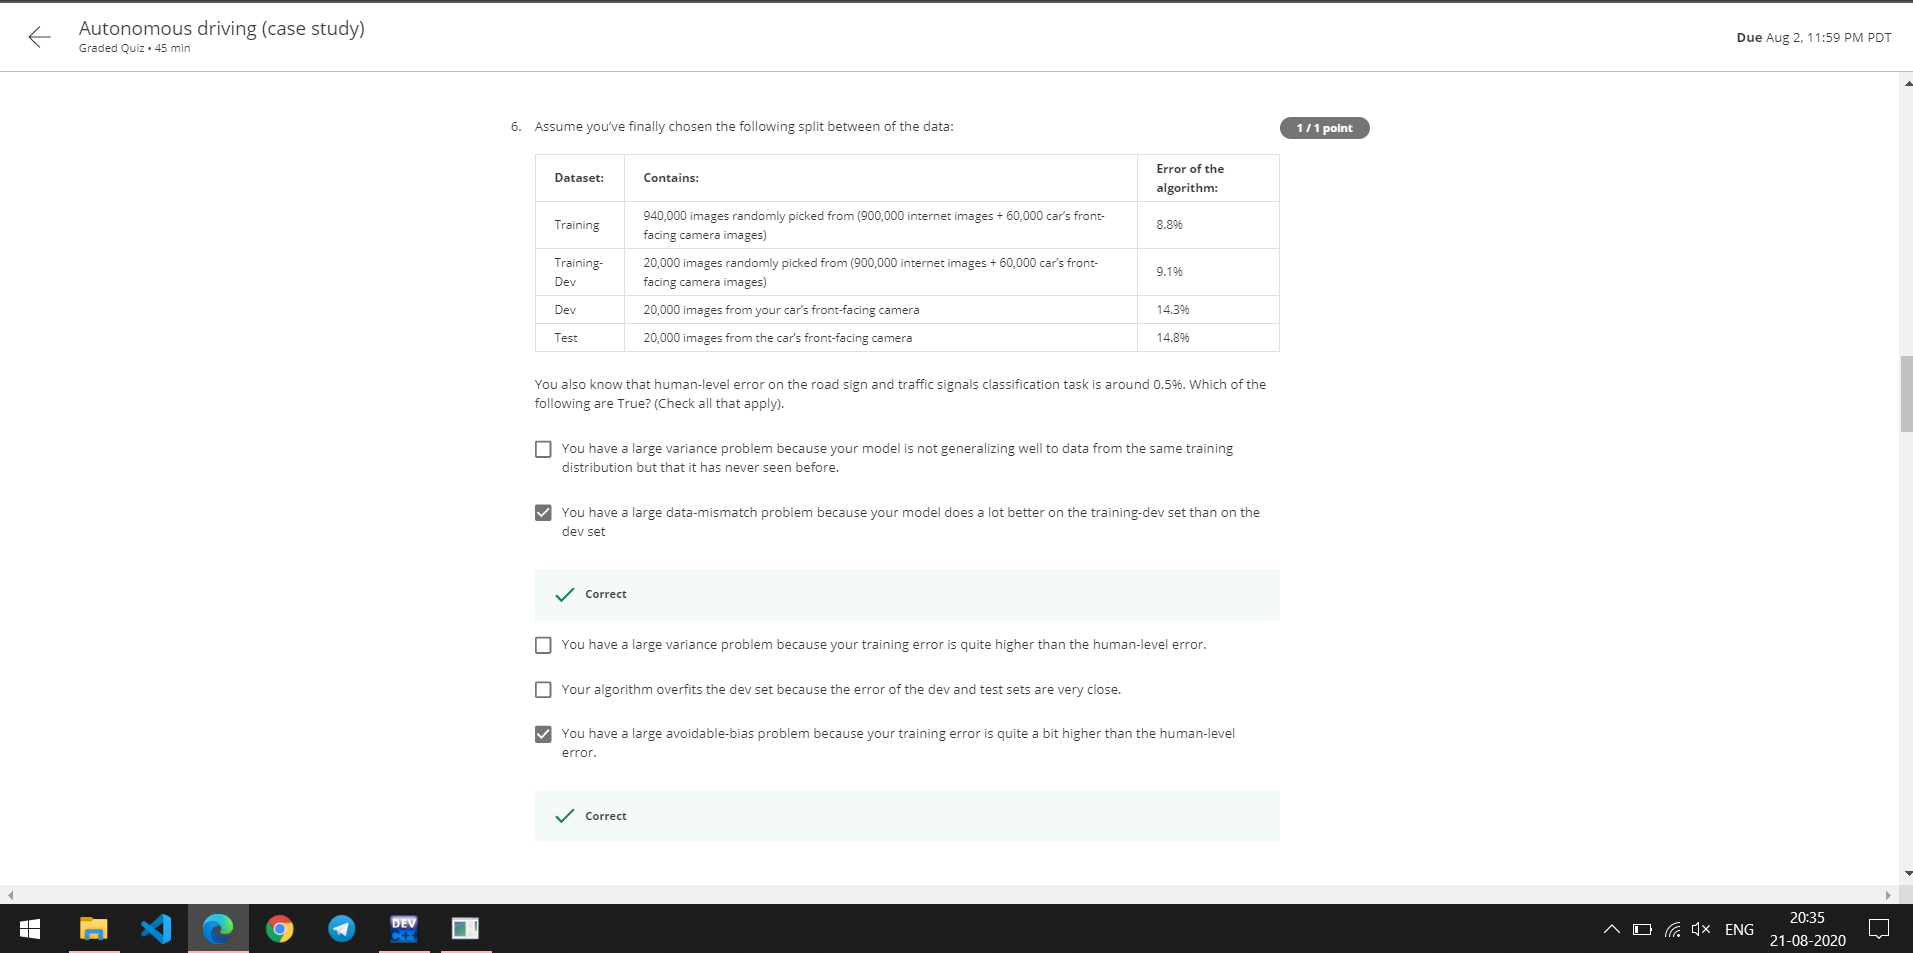 Autonomous driving (case study)
Graded Quiz • 45 min
Due Aug 2, 11:59 PM PDT
6. Assume you've finally chosen the following split between of the data:
1 / 1 point
Dataset: Contains: Error of the
algorithm:
Training 940,000 images randomly picked from (900,000 internet images + 60,000 car's front-
facing camera images) 8.8%
Training-
Dev 20,000 images randomly picked from (900,000 internet images + 60,000 car's front-
facing camera images) 9.1%
Dev 20,000 images from your car's front-facing camera 14.3%
Test 20,000 images from the car's front-facing camera 14.8%
You also know that human-level error on the road sign and traffic signals classification task is around 0.5%. Which of the
following are True? (Check all that apply).
You have a large variance problem because your model is not generalizing well to data from the same training
distribution but that it has never seen before.
You have a large data-mismatch problem because your model does a lot better on the training-dev set than on the
dev set
Correct
You have a large variance problem because your training error is quite higher than the human-level error.
Your algorithm overfits the dev set because the error of the dev and test sets are very close.
You have a large avoidable-bias problem because your training error is quite a bit higher than the human-level
error.
Correct
DEV
C++
ENG
20:35
21-08-2020